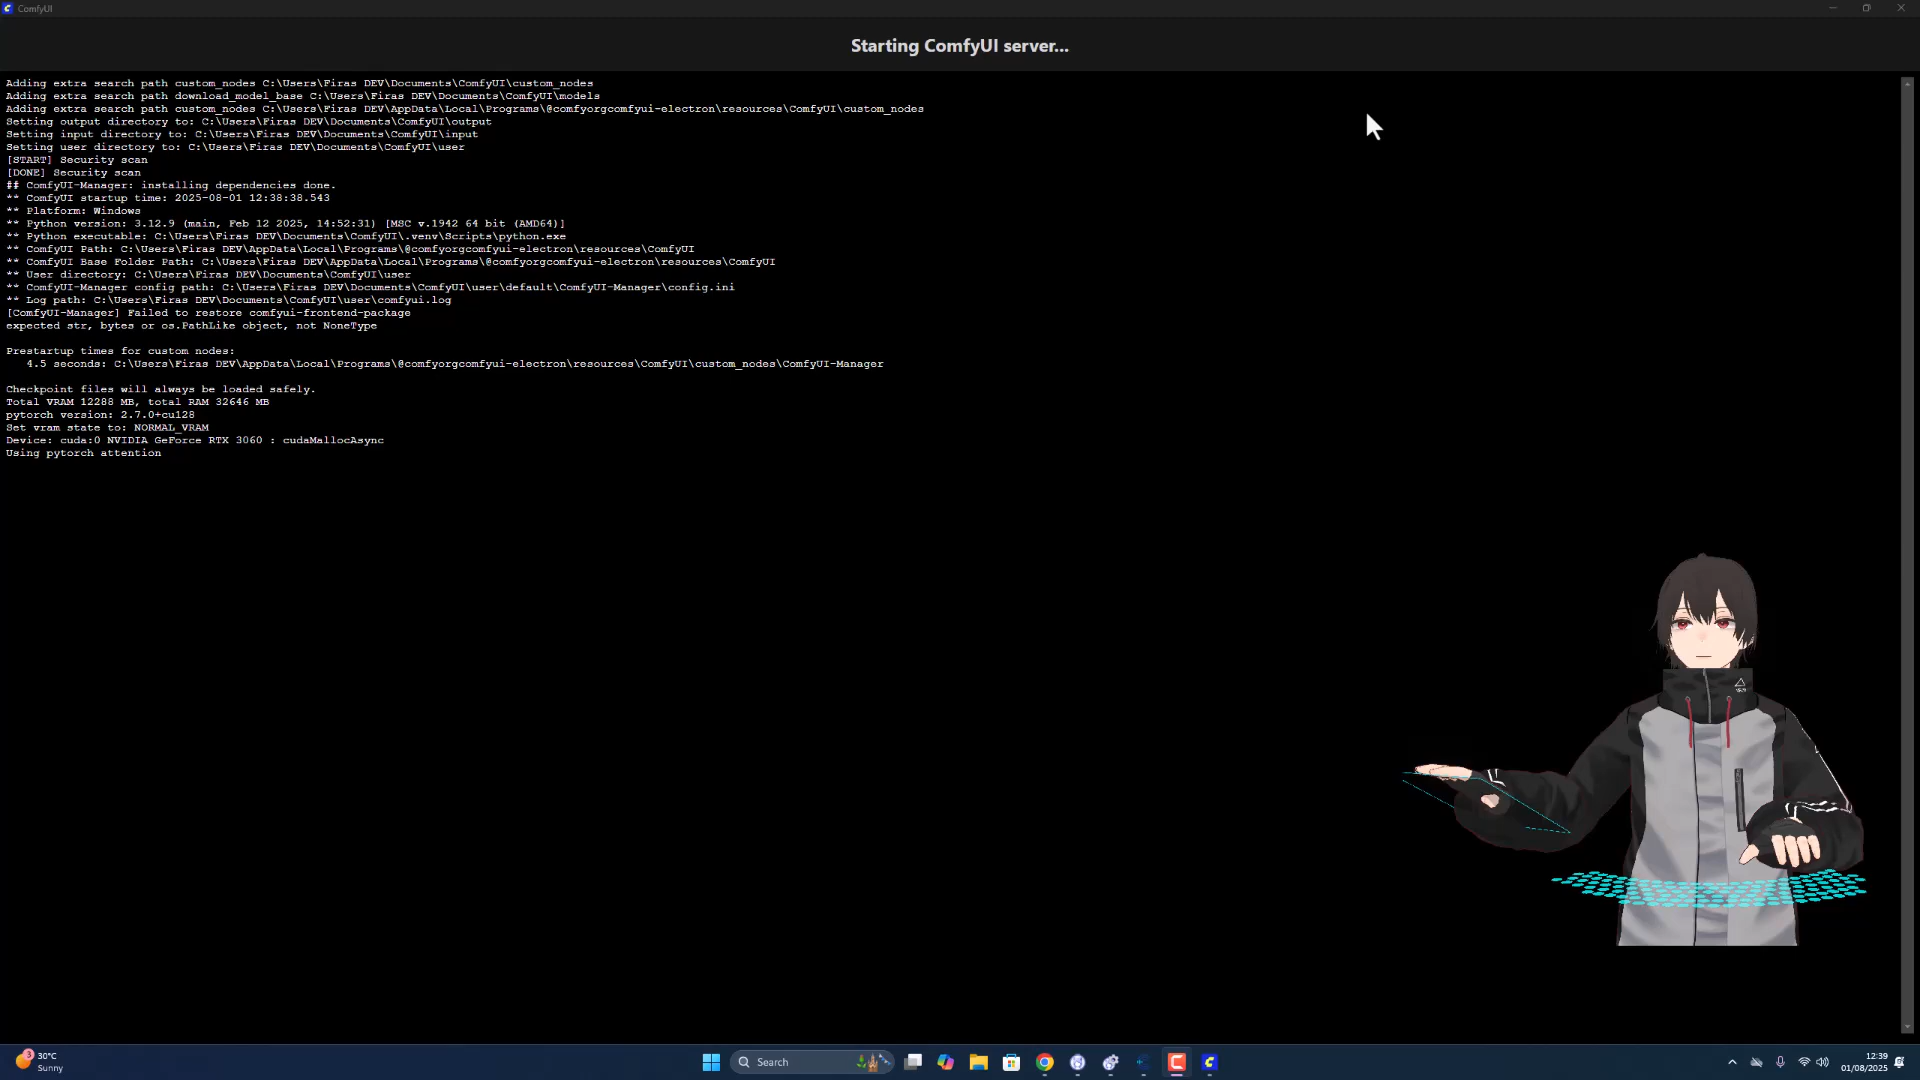 ComfyUI
Starting ComfyUI server...
Adding extra search path custom_nodes C:\Users\Firas DEV\Documents\ComfyUI\custom_nodes
Adding extra search path download_model_base C:\Users\Firas DEV\Documents\ComfyUI\models
Adding extra search path custom_nodes C:\Users\Firas DEV\AppData\Local\Programs\@comfyorgcomfyui-electron\resources\ComfyUI\custom_nodes
Setting output directory to: C:\Users\Firas DEV\Documents\ComfyUI\output
Setting input directory to: C:\Users\Firas DEV\Documents\ComfyUI\input
Setting user directory to: C:\Users\Firas DEV\Documents\ComfyUI\user
[START] Security scan
[DONE] Security scan
## ComfyUI-Manager: installing dependencies done.
** ComfyUI startup time: 2025-08-01 12:38:38.543
** Platform: Windows
** Python version: 3.12.9 (main, Feb 12 2025, 14:52:31) [MSC v.1942 64 bit (AMD64)]
** Python executable: C:\Users\Firas DEV\Documents\ComfyUI\.venv\Scripts\python.exe
** ComfyUI Path: C:\Users\Firas DEV\AppData\Local\Programs\@comfyorgcomfyui-electron\resources\ComfyUI
** ComfyUI Base Folder Path: C:\Users\Firas DEV\AppData\Local\Programs\@comfyorgcomfyui-electron\resources\ComfyUI
** User directory: C:\Users\Firas DEV\Documents\ComfyUI\user
** ComfyUI-Manager config path: C:\Users\Firas DEV\Documents\ComfyUI\user\default\ComfyUI-Manager\config.ini
** Log path: C:\Users\Firas DEV\Documents\ComfyUI\user\comfyui.log
[ComfyUI-Manager] Failed to restore comfyui-frontend-package
expected str, bytes or os.PathLike object, not NoneType
Prestartup times for custom nodes:
4.5 seconds: C:\Users\Firas DEV\AppData\Local\Programs\@comfyorgcomfyui-electron\resources\ComfyUI\custom_nodes\ComfyUI-Manager
Checkpoint files will always be loaded safely.
Total VRAM 12288 MB, total RAM 32646 MB
pytorch version: 2.7.0+cu128
Set vram state to: NORMAL_VRAM
Device: cuda:0 NVIDIA GeForce RTX 3060 : cudaMallocAsync
Using pytorch attention
3
30°C
Sunny
Search
12:39
01/08/2025